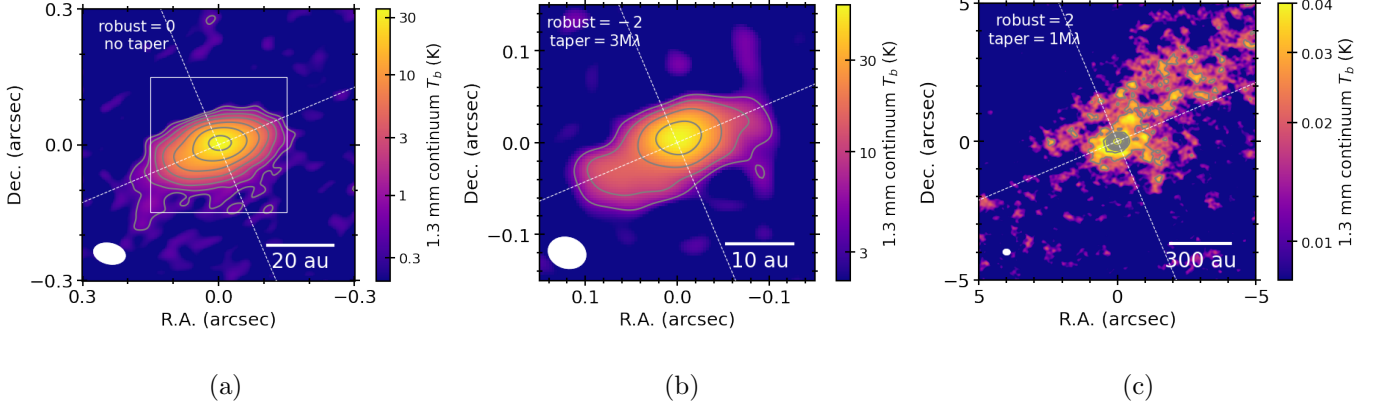 robust = 0
no taper
20 au
0.3
0.0
−0.3
0.3
0.0
−0.3
R.A. (arcsec)
Dec. (arcsec)
30
10
3
1
0.3
1.3 mm continuum T_b (K)
(a)
robust = −2
taper = 3Mλ
10 au
0.1
0.0
−0.1
0.1
0.0
−0.1
R.A. (arcsec)
Dec. (arcsec)
30
10
3
1.3 mm continuum T_b (K)
(b)
robust = 2
taper = 1Mλ
300 au
5
0
−5
5
0
−5
R.A. (arcsec)
Dec. (arcsec)
0.04
0.03
0.02
0.01
1.3 mm continuum T_b (K)
(c)